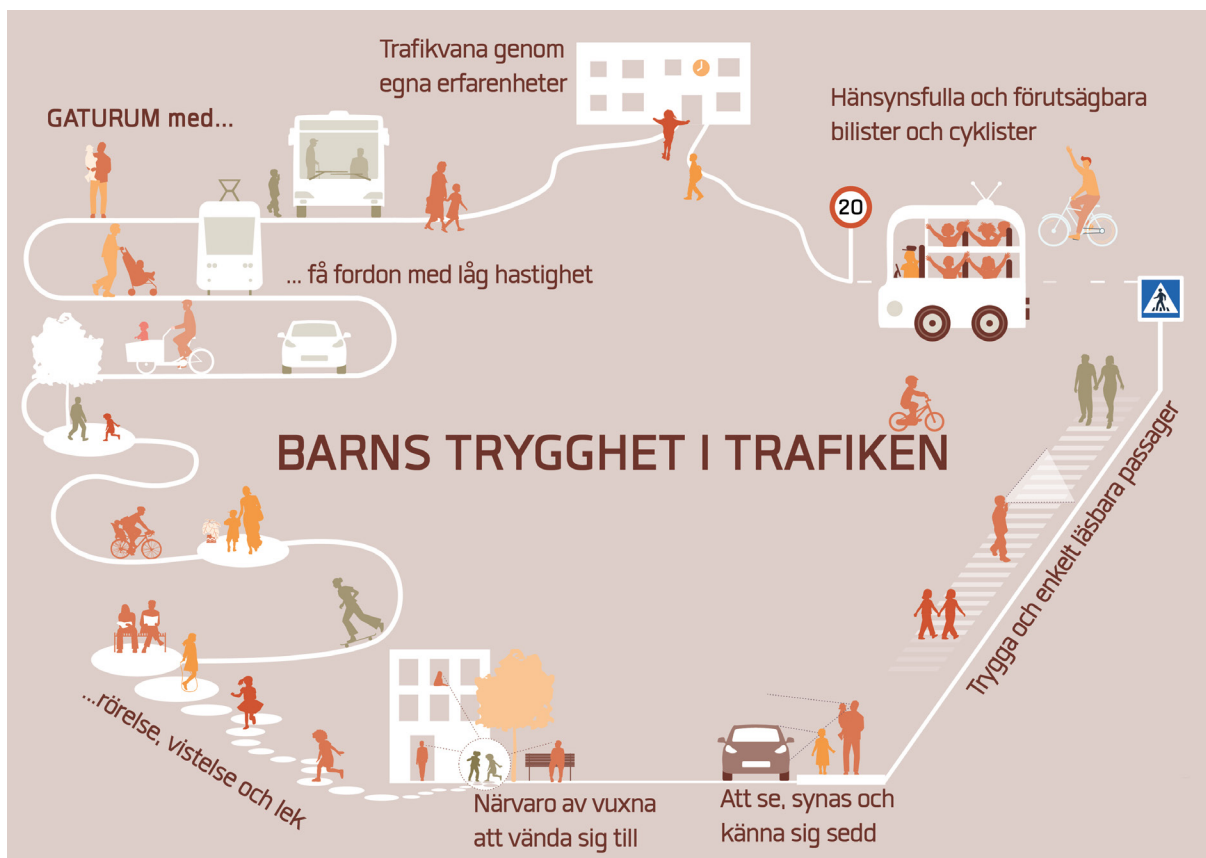 Trafikvana genom
egna erfarenheter
Hänsynsfulla och förutsägbara
bilister och cyklister
GATURUM med...
20
... få fordon med låg hastighet
BARNS TRYGGHET I TRAFIKEN
Trygga och enkelt läsbara passager
...rörelse, vistelse och lek
Närvaro av vuxna
att vända sig till
Att se, synas och
känna sig sedd